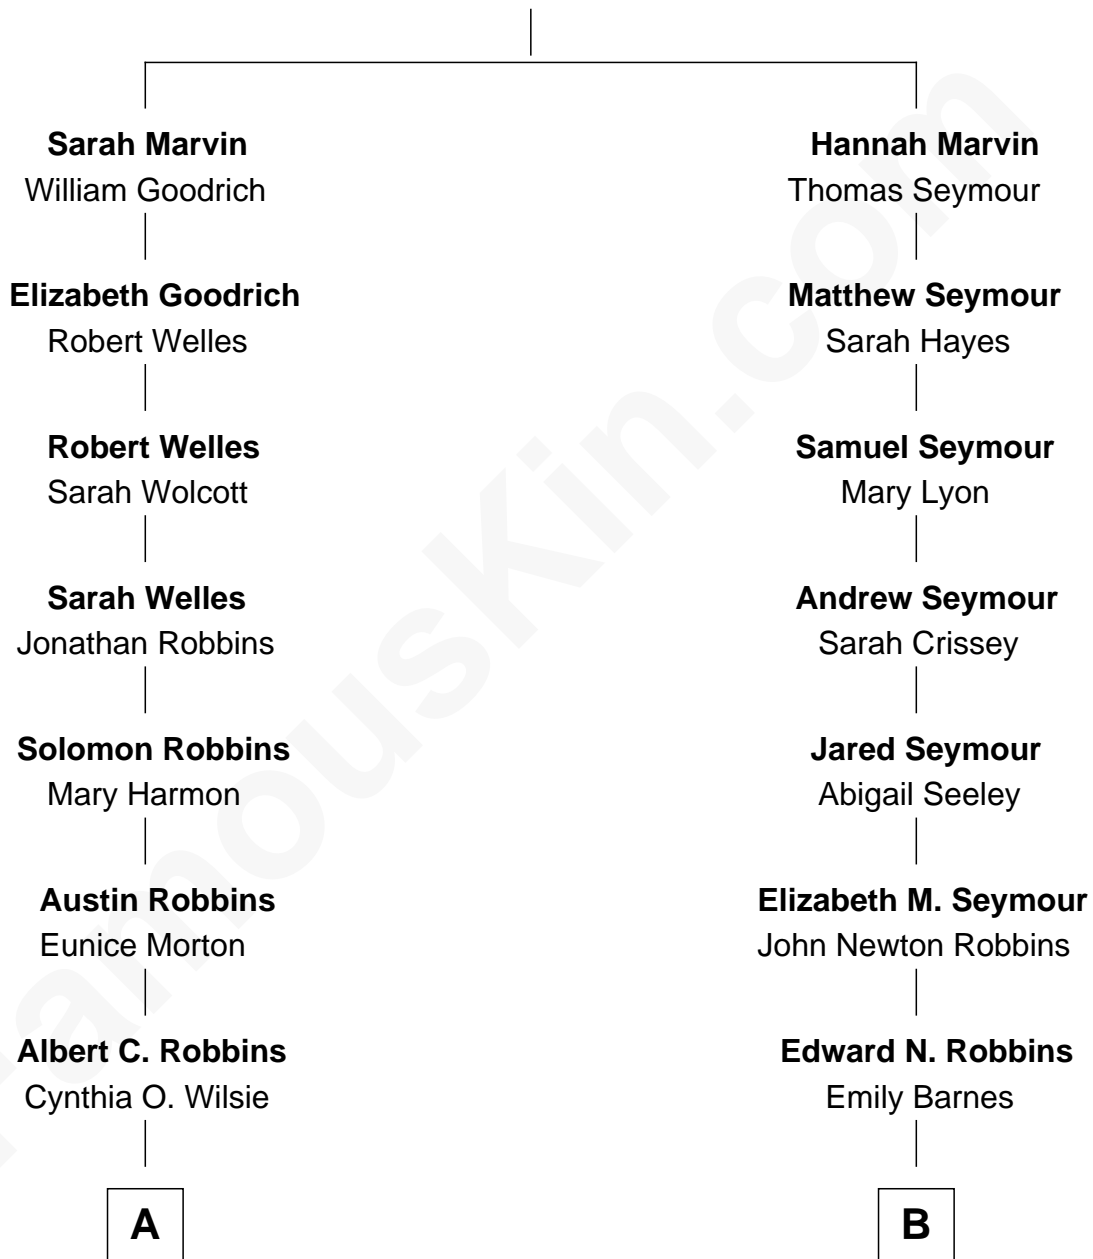 Sarah Marvin
William Goodrich
Elizabeth Goodrich
Robert Welles
Robert Welles
Sarah Wolcott
Sarah Welles
Jonathan Robbins
Solomon Robbins
Mary Harmon
Austin Robbins
Eunice Morton
Albert C. Robbins
Cynthia O. Wilsie
A
Hannah Marvin
Thomas Seymour
Matthew Seymour
Sarah Hayes
Samuel Seymour
Mary Lyon
Andrew Seymour
Sarah Crissey
Jared Seymour
Abigail Seeley
Elizabeth M. Seymour
John Newton Robbins
Edward N. Robbins
Emily Barnes
B
FamousKin.com